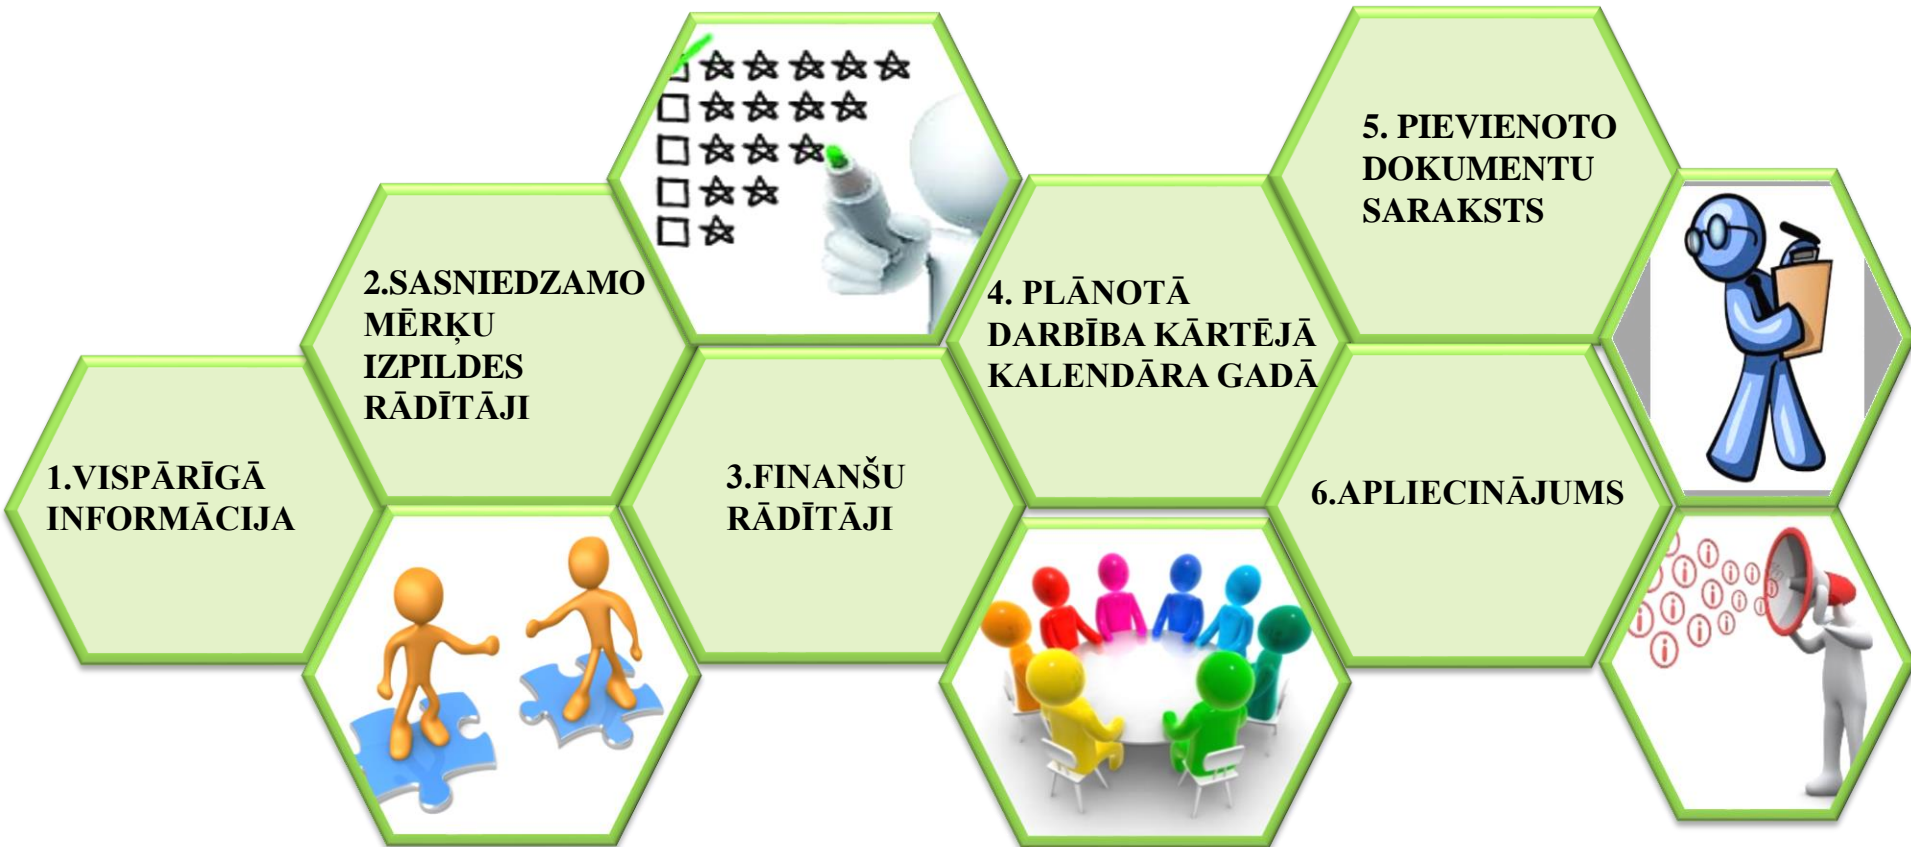 1.VISPĀRĪGĀ
INFORMĀCIJA
2.SASNIEDZAMO
MĒRĶU
IZPILDES
RĀDĪTĀJI
3.FINANŠU
RĀDĪTĀJI
4. PLĀNOTĀ
DARBĪBA KĀRTĒJĀ
KALENDĀRA GADĀ
5. PIEVIENOTO
DOKUMENTU
SARAKSTS
6.APLIECINĀJUMS